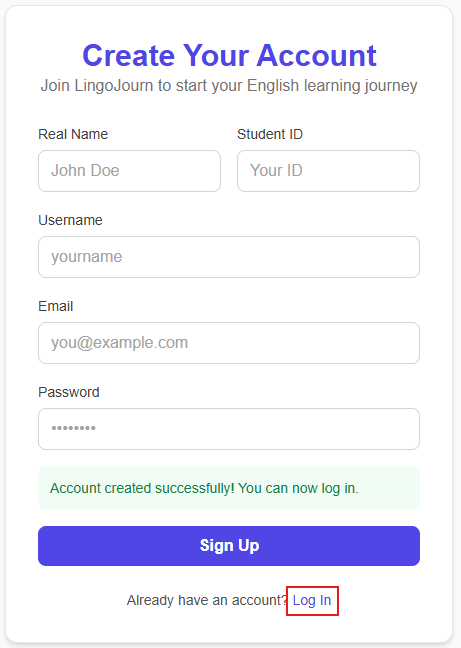 Create Your Account
Join LingoJourn to start your English learning journey
Real Name Student ID
John Doe Your ID
Username
yourname
Email
you@example.com
Password
••••••••
Account created successfully! You can now log in.
Sign Up
Already have an account? Log In